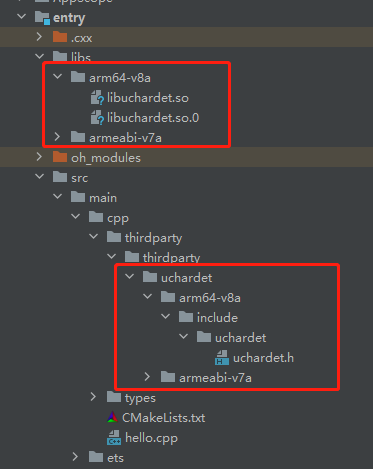 AppScope
entry
.cxx
libs
arm64-v8a
libuchardet.so
libuchardet.so.0
armeabi-v7a
oh_modules
src
main
cpp
thirdparty
thirdparty
uchardet
arm64-v8a
include
uchardet
uchardet.h
armeabi-v7a
types
CMakeLists.txt
hello.cpp
ets